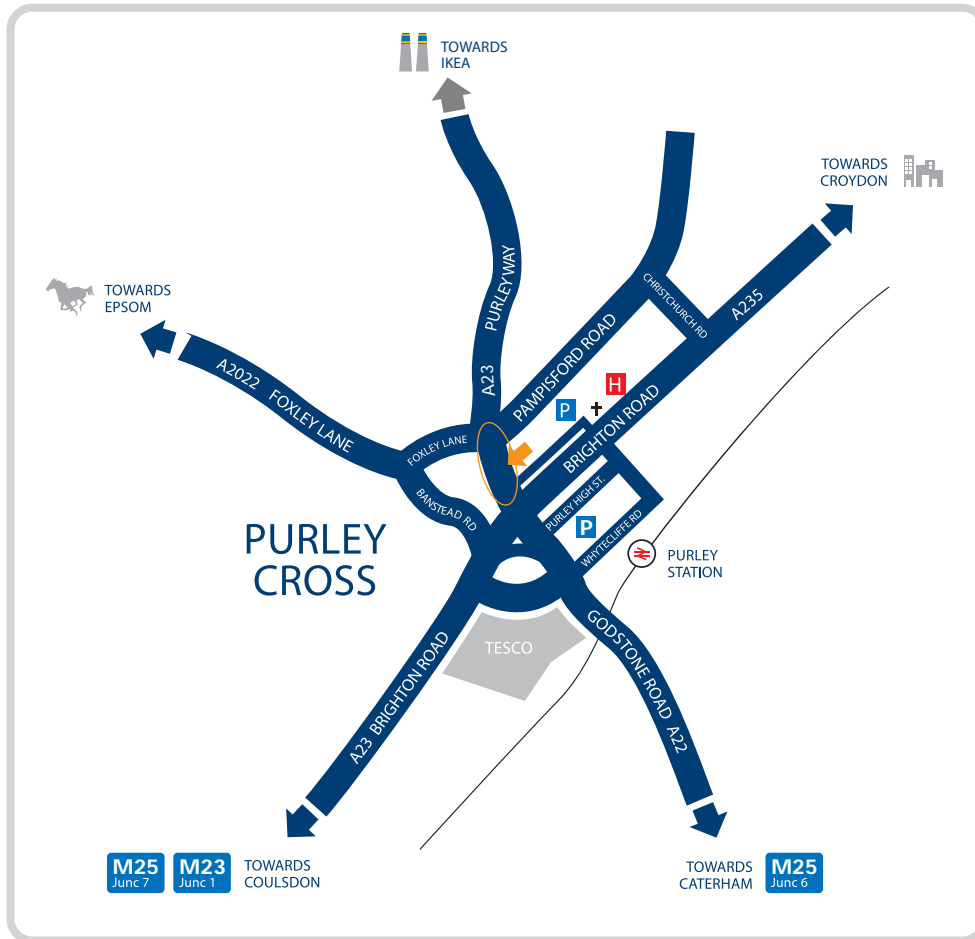 TOWARDS
IKEA
TOWARDS
CROYDON
TOWARDS
EPSOM
A23 PURLEY WAY
CHRISTCHURCH RD
A235
PAMPISFORD ROAD
A2022 FOXLEY LANE
H
P
BRIGHTON ROAD
FOXLEY LANE
BANSTEAD RD
PURLEY HIGH ST.
P
WHYTECLIFFE RD
PURLEY
CROSS
PURLEY
STATION
TESCO
GODSTONE ROAD A22
A23 BRIGHTON ROAD
M25
Junc 7
M23
Junc 1
TOWARDS
COULSDON
TOWARDS
CATERHAM
M25
Junc 6